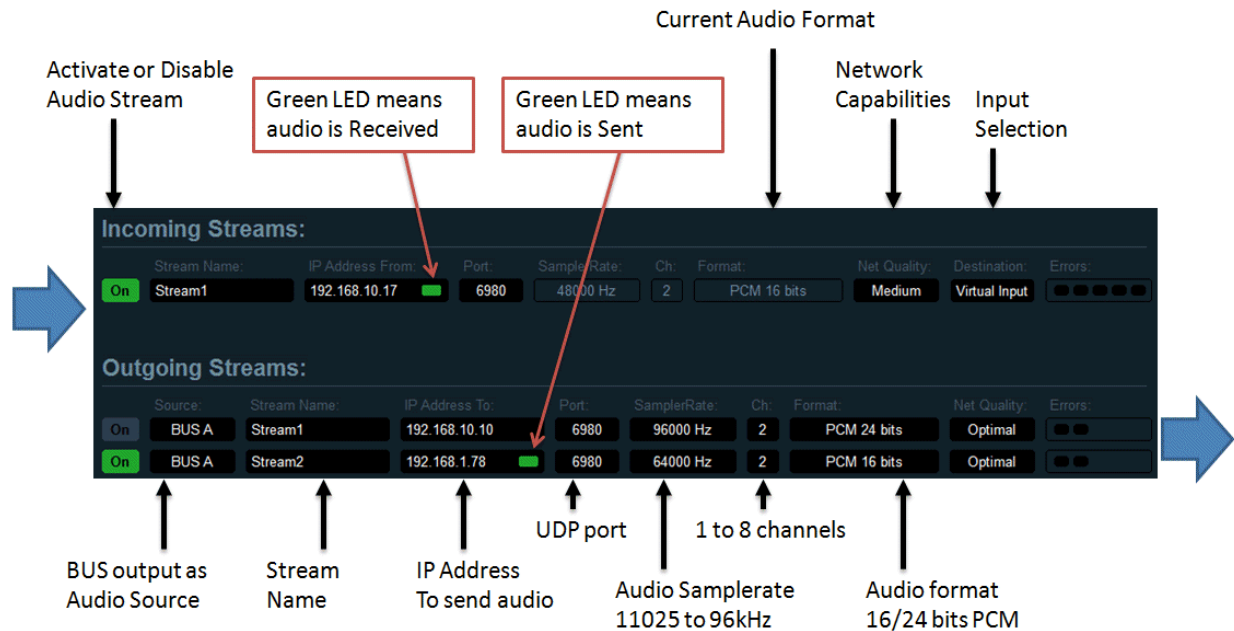 Current Audio Format
Activate or Disable
Audio Stream
Green LED means
audio is Received
Green LED means
audio is Sent
Network
Capabilities
Input
Selection
Incoming Streams:
Stream Name: IP Address From: Port: Sample Rate: Ch: Format: Net Quality: Destination: Errors:
On Stream1 192.168.10.17 6980 48000 Hz 2 PCM 16 bits Medium Virtual Input
Outgoing Streams:
Source: Stream Name: IP Address To: Port: SamplerRate: Ch: Format: Net Quality: Errors:
On BUS A Stream1 192.168.10.10 6980 96000 Hz 2 PCM 24 bits Optimal
On BUS A Stream2 192.168.1.78 6980 64000 Hz 2 PCM 16 bits Optimal
UDP port
1 to 8 channels
BUS output as
Audio Source
Stream
Name
IP Address
To send audio
Audio Samplerate
11025 to 96kHz
Audio format
16/24 bits PCM